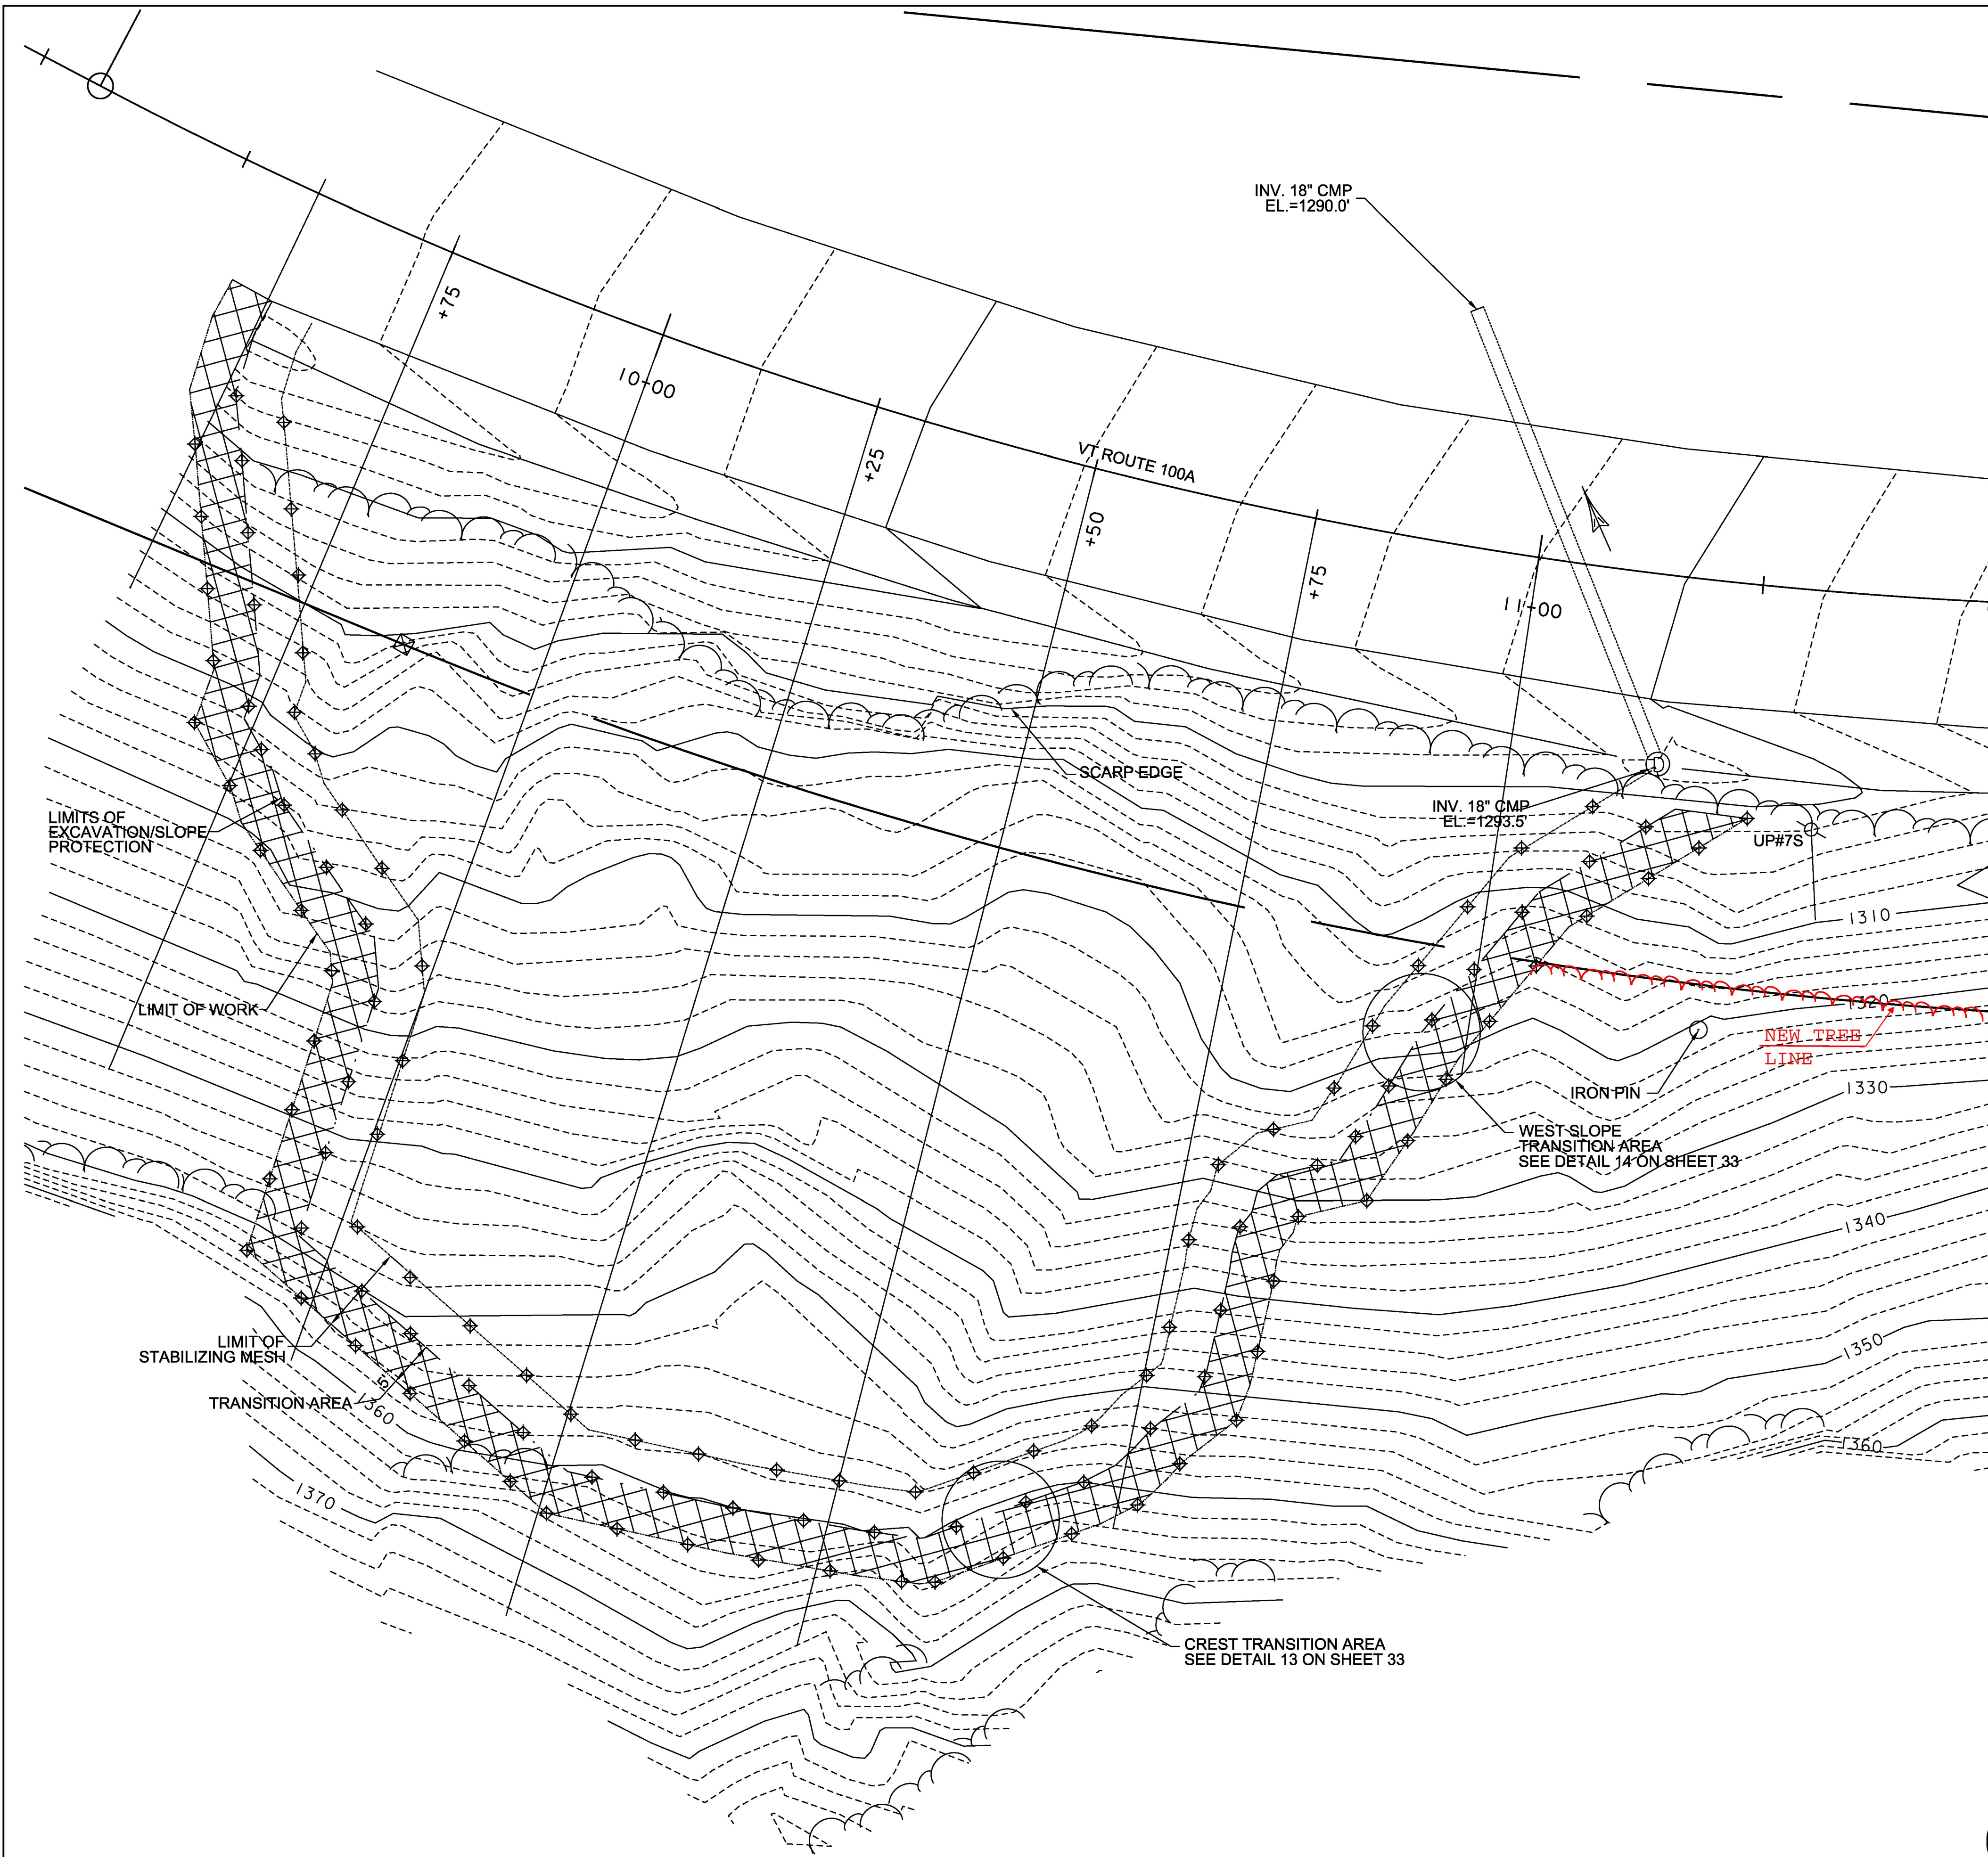 INV. 18" CMP
EL.=1290.0'
+75
10+00
+25
VT ROUTE 100A
+50
+75
11+00
SCARP EDGE
INV. 18" CMP
EL.=1293.5'
UP#7S
LIMITS OF
EXCAVATION/SLOPE
PROTECTION
1310
LIMIT OF WORK
1320
NEW TREE
LINE
IRON PIN
1330
WEST SLOPE
TRANSITION AREA
SEE DETAIL 14 ON SHEET 33
1340
LIMIT OF
STABILIZING MESH
1350
5'
TRANSITION AREA
1360
1360
1370
CREST TRANSITION AREA
SEE DETAIL 13 ON SHEET 33